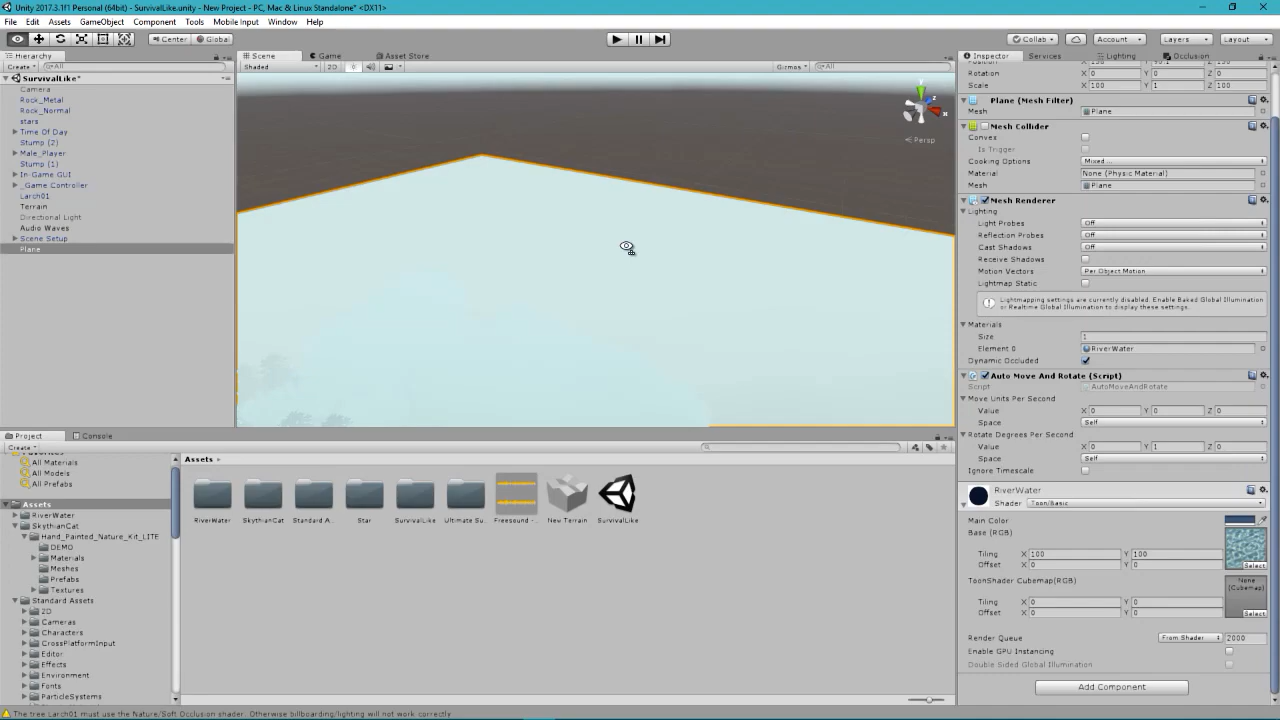 Unity 2017.3.1f1 Personal (64bit) - SurvivalLike.unity - New Project - PC, Mac & Linux Standalone* <DX11>
File Edit Assets GameObject Component Tools Mobile Input Window Help
Center Global Collab Account Layers Layout
Hierarchy
Create All
SurvivalLike*
Camera
Rock_Metal
Rock_Normal
stars
Time Of Day
Stump (2)
Male_Player
Stump (1)
In-Game GUI
_Game Controller
Larch01
Terrain
Directional Light
Audio Waves
Scene Setup
Plane
Scene Game Asset Store
Shaded 2D Gizmos All
y
x
z
Persp
Inspector Services Lighting Occlusion
Rotation X 0 Y 0 Z 0
Scale X 100 Y 1 Z 100
Plane (Mesh Filter)
Mesh Plane
Mesh Collider
Convex
Is Trigger
Cooking Options Mixed ...
Material None (Physic Material)
Mesh Plane
Mesh Renderer
Lighting
Light Probes Off
Reflection Probes Off
Cast Shadows Off
Receive Shadows
Motion Vectors Per Object Motion
Lightmap Static
Lightmapping settings are currently disabled. Enable Baked Global Illumination
or Realtime Global Illumination to display these settings.
Materials
Size 1
Element 0 RiverWater
Dynamic Occluded
Auto Move And Rotate (Script)
Script AutoMoveAndRotate
Move Units Per Second
Value X 0 Y 0 Z 0
Space Self
Rotate Degrees Per Second
Value X 0 Y 1 Z 0
Space Self
Ignore Timescale
RiverWater
Shader Toon/Basic
Main Color
Base (RGB)
Tiling X 100 Y 100
Offset X 0 Y 0
Select
ToonShader Cubemap(RGB)
None
(Cubemap)
Tiling X 0 Y 0
Offset X 0 Y 0
Select
Render Queue From Shader 2000
Enable GPU Instancing
Double Sided Global Illumination
Add Component
Project Console
Create
All Materials
All Models
All Prefabs
Assets
RiverWater
SkythianCat
Hand_Painted_Nature_Kit_LITE
DEMO
Materials
Meshes
Prefabs
Textures
Standard Assets
2D
Cameras
Characters
CrossPlatformInput
Editor
Effects
Environment
Fonts
ParticleSystems
Assets
RiverWater SkythianCat Standard A... Star SurvivalLike Ultimate Su... Freesound -... New Terrain SurvivalLike
The tree Larch01 must use the Nature/Soft Occlusion shader. Otherwise billboarding/lighting will not work correctly